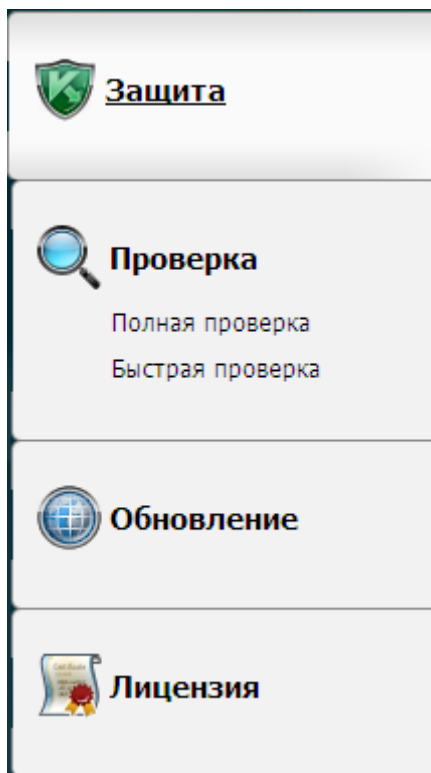 Защита
Проверка
Полная проверка
Быстрая проверка
Обновление
Лицензия